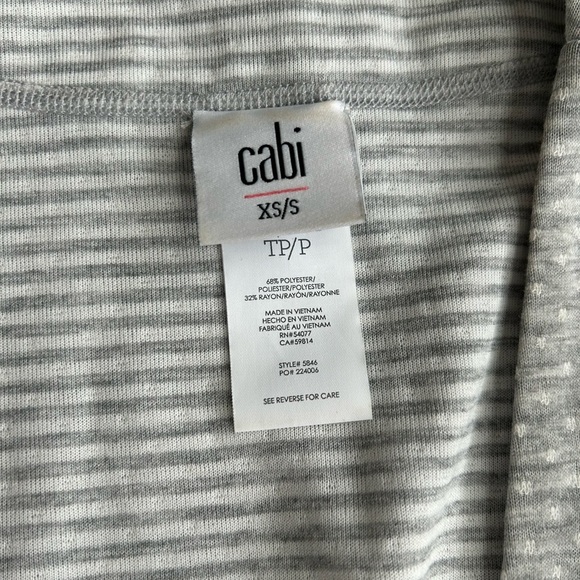 cabi
XS/S
TP/P
68% POLYESTER/
POLIESTER/POLYESTER
32% RAYON/RAYÓN/RAYONNE
MADE IN VIETNAM
HECHO EN VIETNAM
FABRIQUÉ AU VIETNAM
RN#54077
CA#59814
STYLE# 5846
PO# 224006
SEE REVERSE FOR CARE